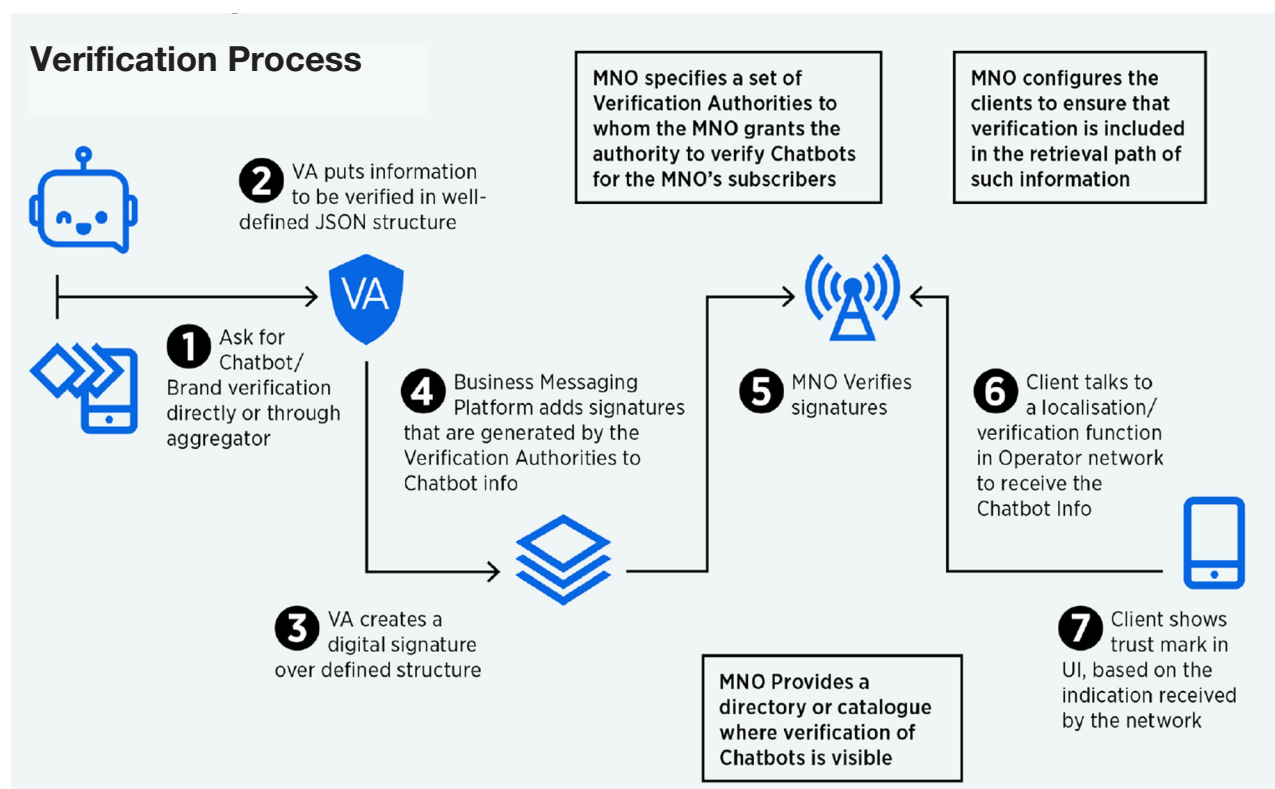 Verification Process
MNO specifies a set of
Verification Authorities to
whom the MNO grants the
authority to verify Chatbots
for the MNO's subscribers
MNO configures the
clients to ensure that
verification is included
in the retrieval path of
such information
2 VA puts information
to be verified in well-
defined JSON structure
VA
1 Ask for
Chatbot/
Brand verification
directly or through
aggregator
4 Business Messaging
Platform adds signatures
that are generated by the
Verification Authorities to
Chatbot info
5 MNO Verifies
signatures
6 Client talks to
a localisation/
verification function
in Operator network
to receive the
Chatbot Info
3 VA creates a
digital signature
over defined structure
7 Client shows
trust mark in
UI, based on the
indication received
by the network
MNO Provides a
directory or catalogue
where verification of
Chatbots is visible